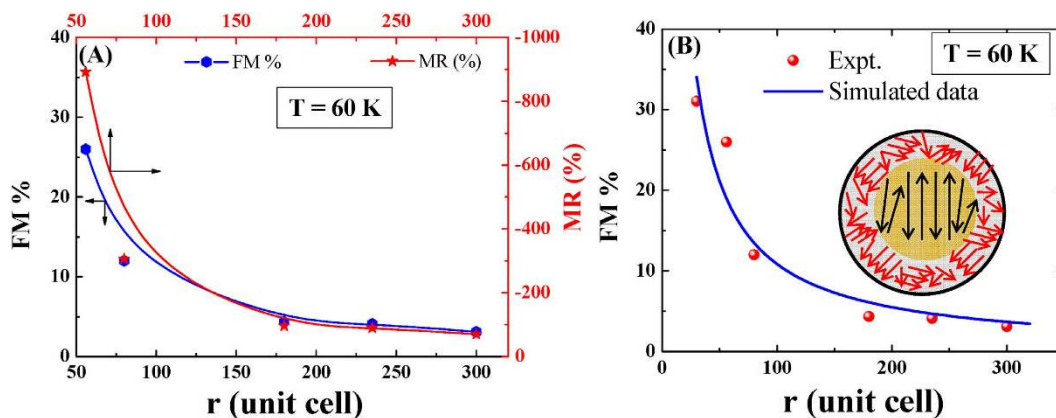 50 100 150 200 250 300
40 (A) FM % MR (%) -1000
T = 60 K
30 -800
-600
FM %
20
MR (%)
-400
10
-200
0 0
50 100 150 200 250 300
r (unit cell)
40 (B) T = 60 K
Expt.
Simulated data
30
FM %
20
10
0
0 100 200 300
r (unit cell)